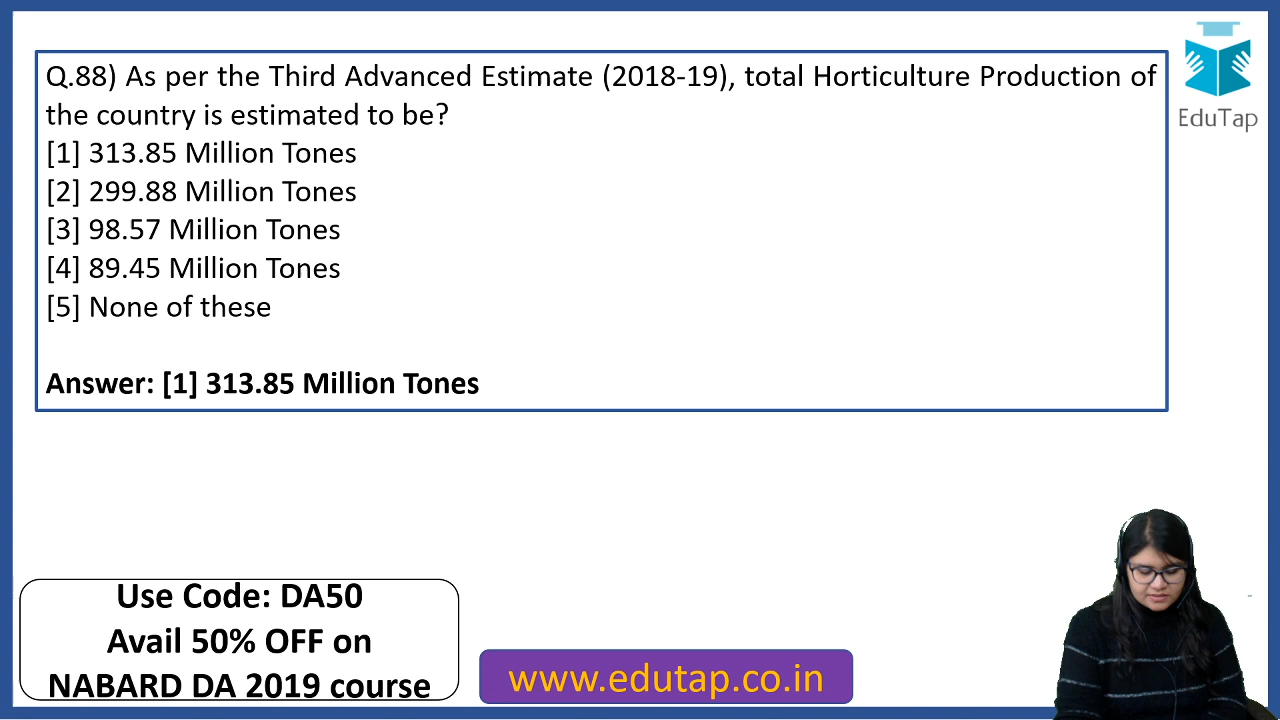 Q.88) As per the Third Advanced Estimate (2018-19), total Horticulture Production of
the country is estimated to be?
[1] 313.85 Million Tones
[2] 299.88 Million Tones
[3] 98.57 Million Tones
[4] 89.45 Million Tones
[5] None of these
Answer: [1] 313.85 Million Tones
EduTap
Use Code: DA50
Avail 50% OFF on
NABARD DA 2019 course
www.edutap.co.in